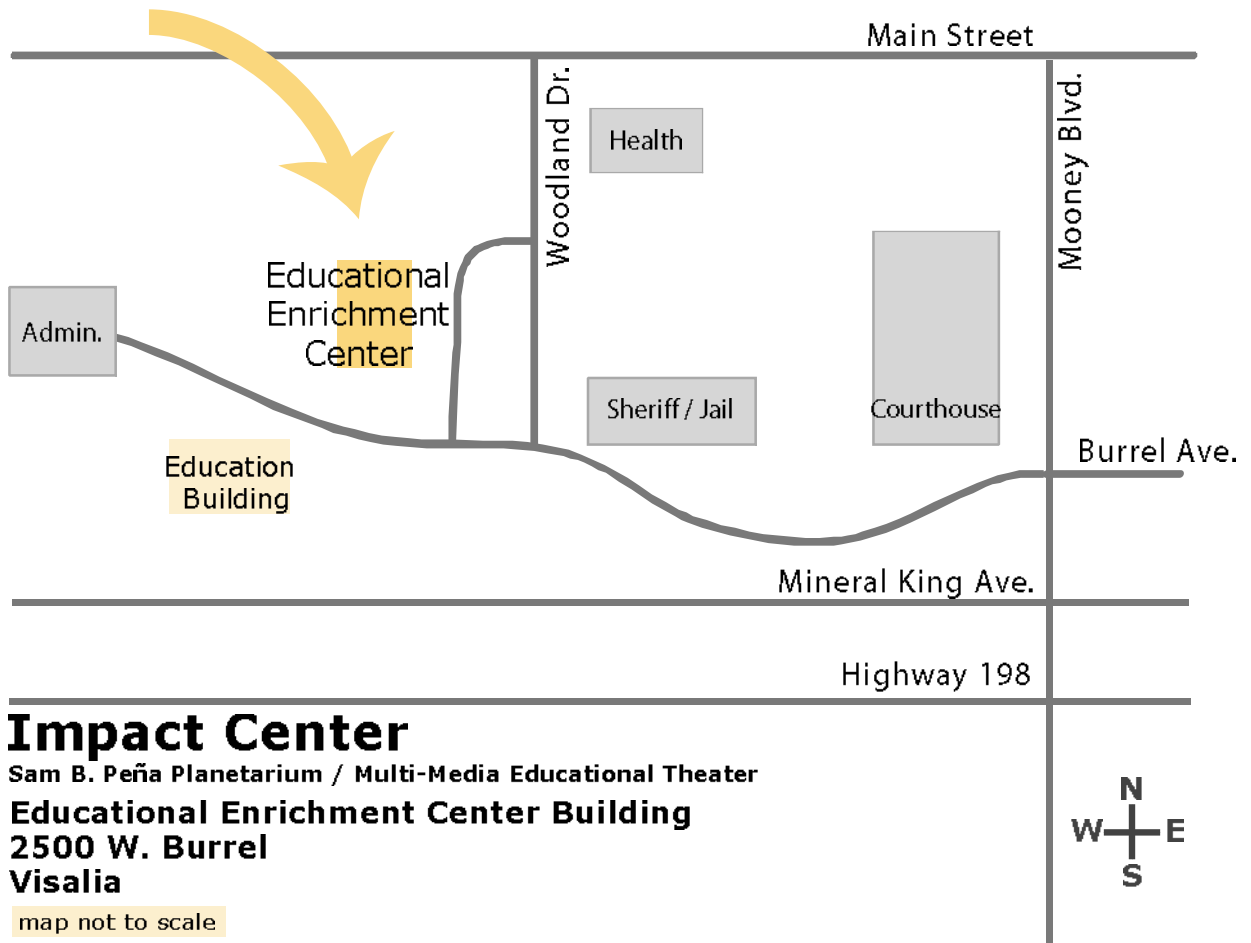 Main Street
Woodland Dr.
Mooney Blvd.
Health
Educational
Enrichment
Center
Admin.
Sheriff / Jail
Courthouse
Burrel Ave.
Education
Building
Mineral King Ave.
Highway 198
Impact Center
Sam B. Peña Planetarium / Multi-Media Educational Theater
Educational Enrichment Center Building
2500 W. Burrel
Visalia
map not to scale
N
W E
S